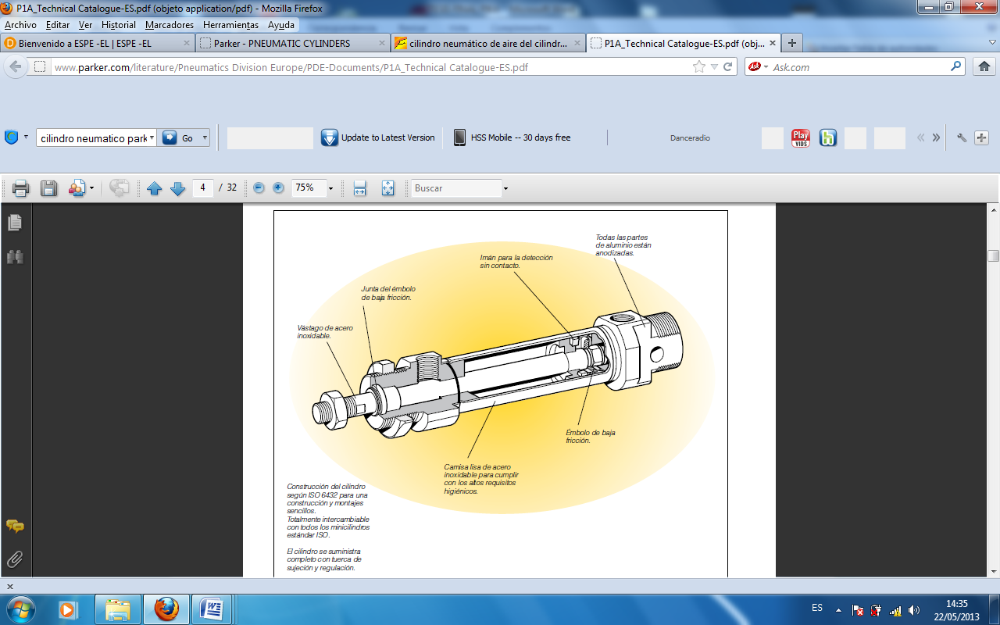 P1A_Technical Catalogue-ES.pdf (objeto application/pdf) - Mozilla Firefox
Archivo Editar Ver Historial Marcadores Herramientas Ayuda
Bienvenido a ESPE -EL | ESPE -EL
Parker - PNEUMATIC CYLINDERS
cilindro neumático de aire del cilindr...
P1A_Technical Catalogue-ES.pdf (obj...
www.parker.com/literature/Pneumatics Division Europe/PDE-Documents/P1A_Technical Catalogue-ES.pdf
Ask
Ask.com
cilindro neumatico park
Go
Update to Latest Version
HSS Mobile -- 30 days free
Danceradio
Play VIDS
4 / 32
75%
Buscar
Todas las partes
de aluminio están
anodizadas.
Imán para la detección
sin contacto.
Junta del émbolo
de baja fricción.
Vástago de acero
inoxidable.
Émbolo de baja
fricción.
Camisa lisa de acero
inoxidable para cumplir
con los altos requisitos
higiénicos.
Construcción del cilindro
según ISO 6432 para una
construcción y montajes
sencillos.
Totalmente intercambiable
con todos los minicilindros
estándar ISO.
El cilindro se suministra
completo con tuerca de
sujeción y regulación.
ES
14:35
22/05/2013